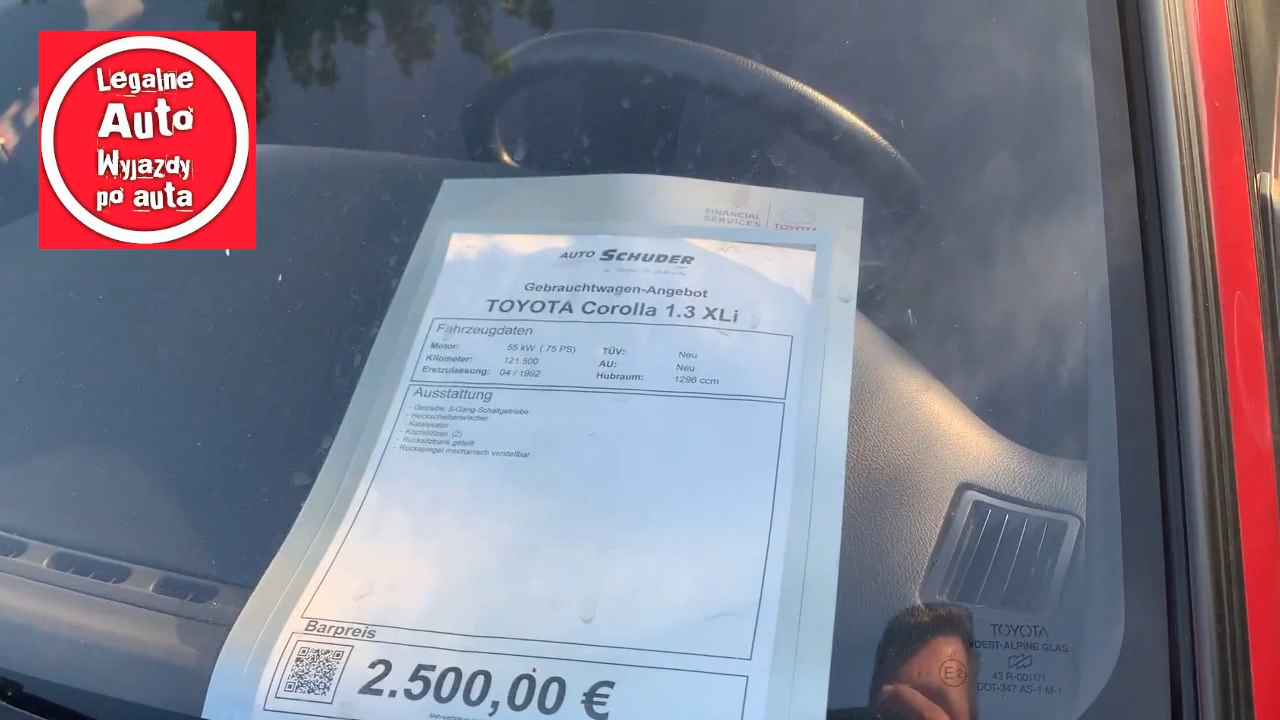 Legalne
Auto
Wyjazdy
po auta
FINANCIAL
SERVICES
TOYOTA
AUTO SCHUDER
Gebrauchtwagen-Angebot
TOYOTA Corolla 1.3 XLi
Fahrzeugdaten
Motor: 55 kW ( 75 PS) TÜV: Neu
Kilometer: 121.500 AU: Neu
Erstzulassung: 04 / 1992 Hubraum: 1296 ccm
Ausstattung
- Getriebe: 5-Gang-Schaltgetriebe
- Heckscheibenwischer
- Katalysator
- Kopfstützen (2)
- Rücksitzbank geteilt
- Rückspiegel mechanisch verstellbar
Barpreis
2.500,00 €
TOYOTA
VOEST-ALPINE GLAS
E2
43 R-001171
DOT-347 AS-1 M-1